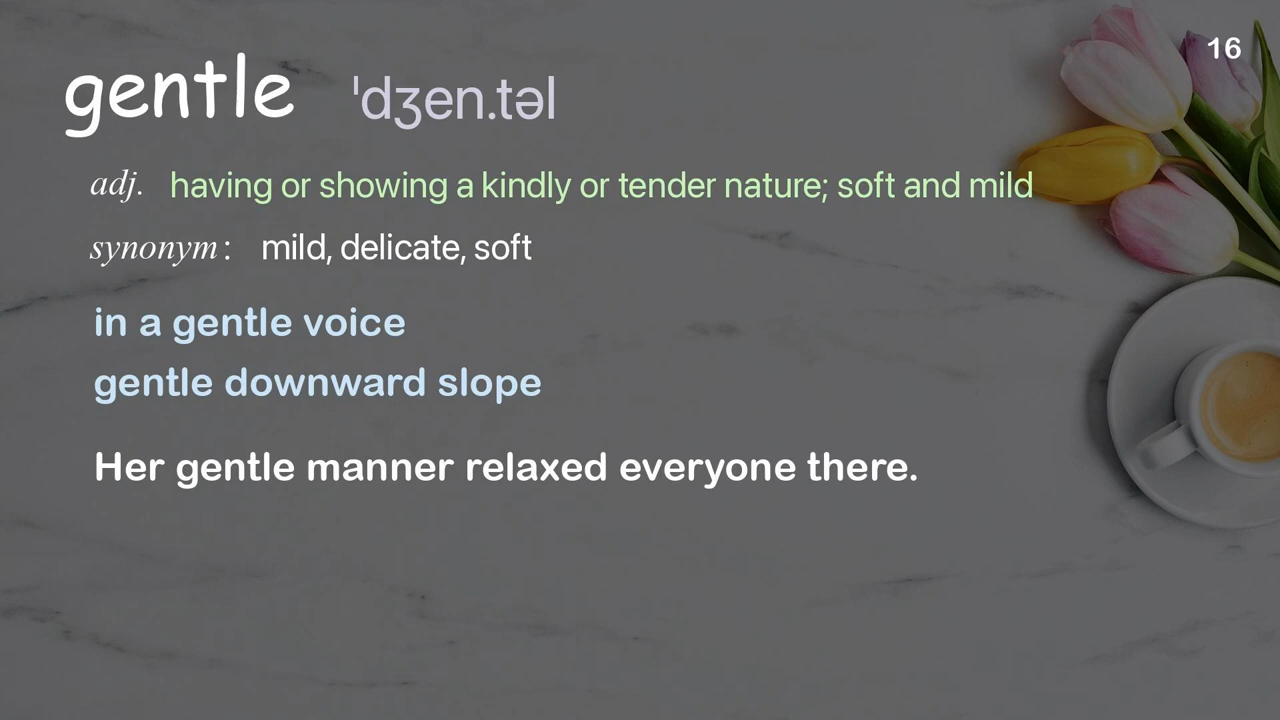 16
gentle ˈdʒen.təl
adj. having or showing a kindly or tender nature; soft and mild
synonym: mild, delicate, soft
in a gentle voice
gentle downward slope
Her gentle manner relaxed everyone there.